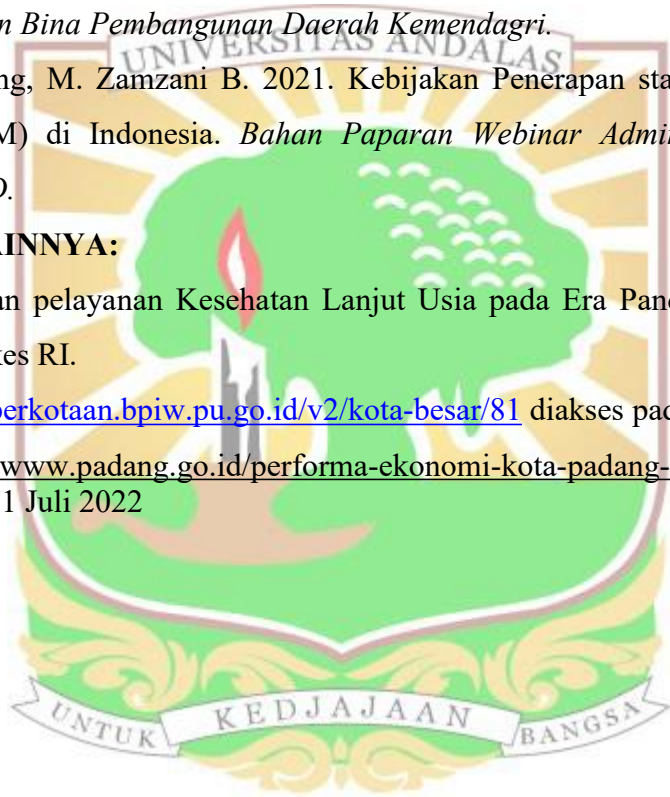 n Bina Pembangunan Daerah Kemendagri.
UNIVERSITAS ANDALAS
ng, M. Zamzani B. 2021. Kebijakan Penerapan sta
M) di Indonesia. Bahan Paparan Webinar Admi
D.
AINNYA:
an pelayanan Kesehatan Lanjut Usia pada Era Pan
kes RI.
perkotaan.bpiw.pu.go.id/v2/kota-besar/81 diakses pad
www.padang.go.id/performa-ekonomi-kota-padang-
1 Juli 2022
UNTUK KEDJAJAAN BANGSA